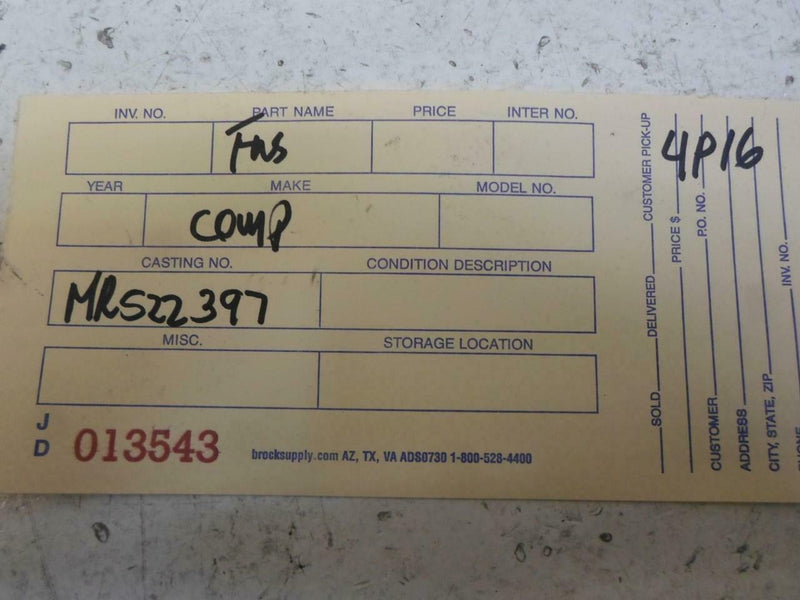 INV. NO. PART NAME PRICE INTER NO.
Trns
YEAR MAKE MODEL NO.
COMP
CASTING NO. CONDITION DESCRIPTION
MR522397
MISC. STORAGE LOCATION
J
D 013543
brocksupply.com AZ, TX, VA ADS0730 1-800-528-4400
SOLD DELIVERED CUSTOMER PICK-UP
4P16
PRICE $
CUSTOMER P.O. NO.
ADDRESS
CITY, STATE, ZIP
INV. NO.